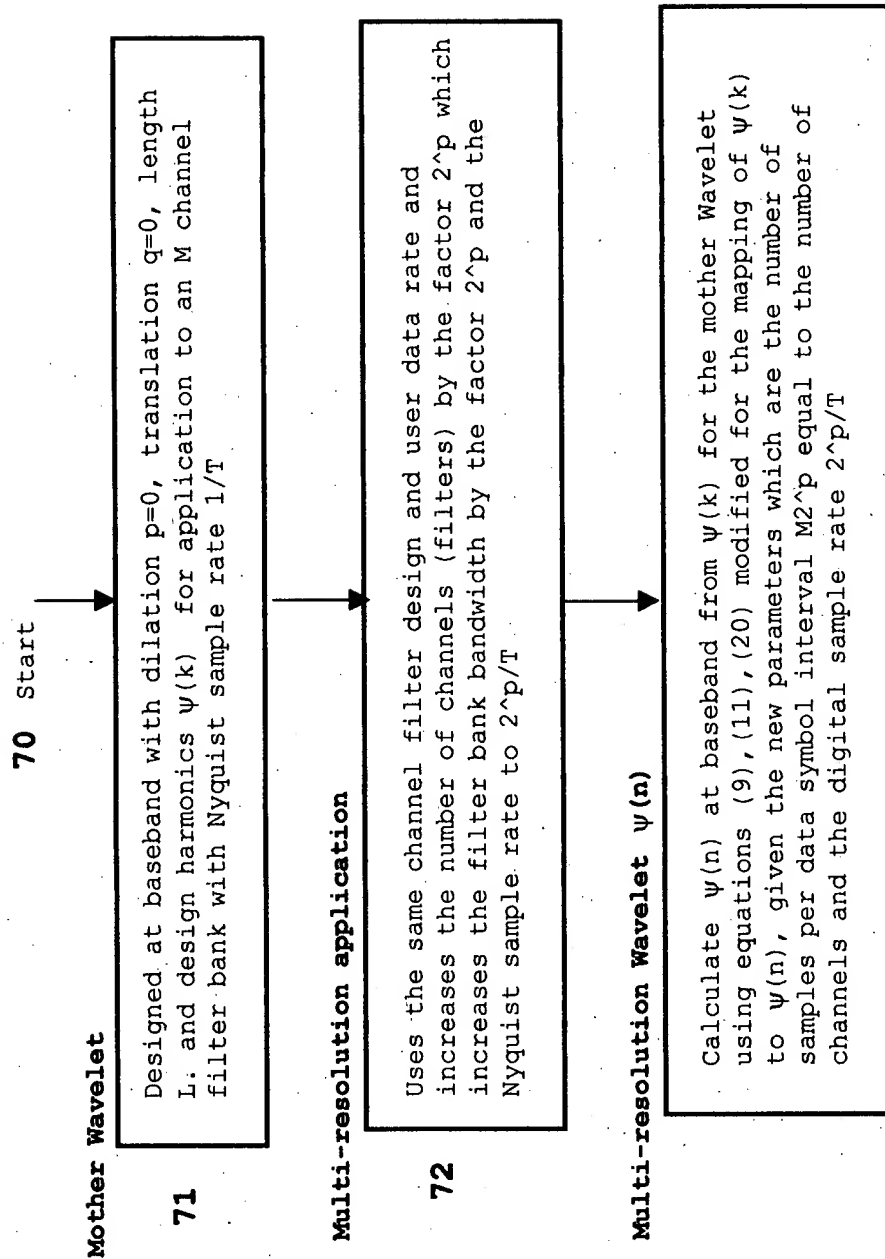 70 Start
Mother Wavelet
71
Designed at baseband with dilation p=0, translation q=0, length
L. and design harmonics ψ(k) for application to an M channel
filter bank with Nyquist sample rate 1/T
Multi-resolution application
72
Uses the same channel filter design and user data rate and
increases the number of channels (filters) by the factor 2^p which
increases the filter bank bandwidth by the factor 2^p and the
Nyquist sample rate to 2^p/T
Multi-resolution Wavelet ψ(n)
Calculate ψ(n) at baseband from ψ(k) for the mother Wavelet
using equations (9),(11),(20) modified for the mapping of ψ(k)
to ψ(n), given the new parameters which are the number of
samples per data symbol interval M2^p equal to the number of
channels and the digital sample rate 2^p/T